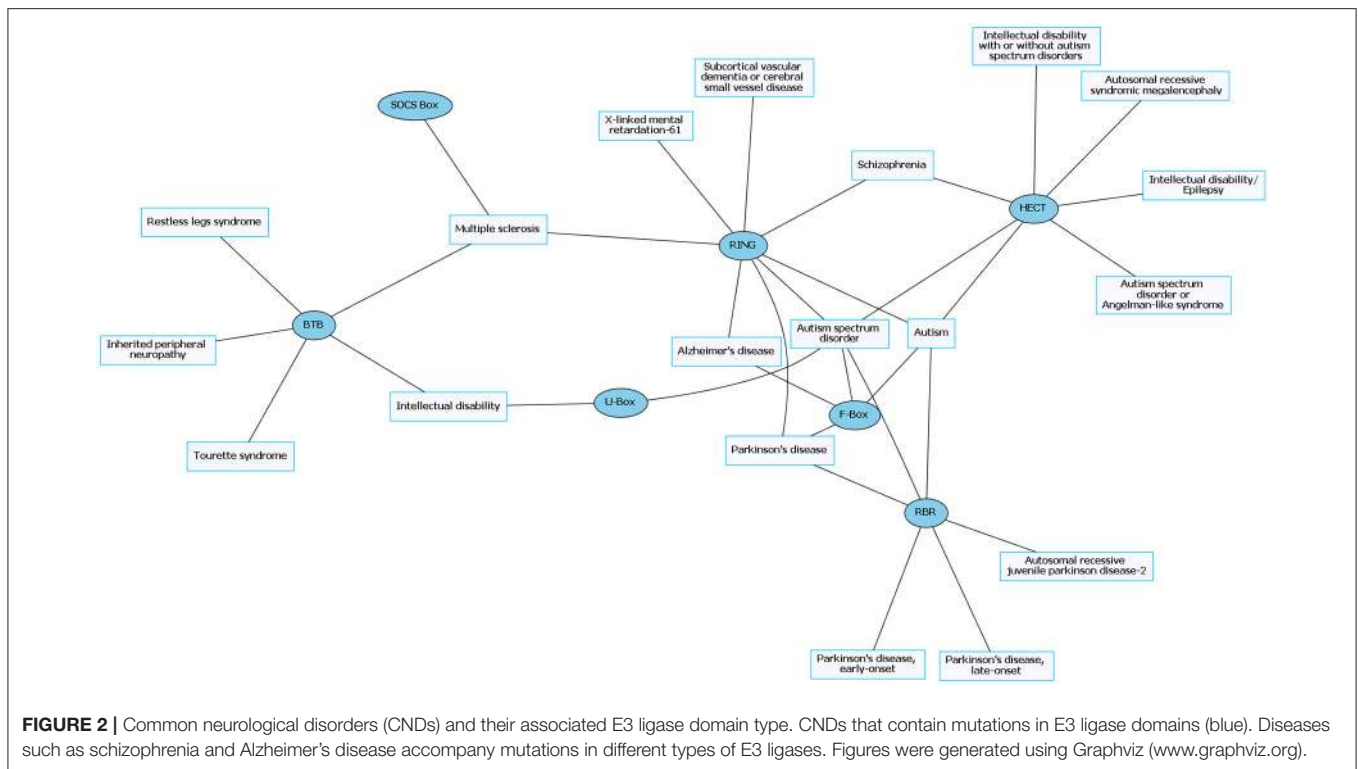 Intellectual disability
with or without autism
spectrum disorders
Subcortical vascular
dementia or cerebral
small vessel disease
Autosomal recessive
syndromic megalencephaly
SOCS Box
X-linked mental
retardation-61
Schizophrenia
Intellectual disability/
Epilepsy
HECT
Restless legs syndrome
Multiple sclerosis
RING
Autism spectrum
disorder or
Angelman-like syndrome
BTB
Autism spectrum
disorder
Autism
Inherited peripheral
neuropathy
Alzheimer's disease
Intellectual disability
U-Box
F-Box
Tourette syndrome
Parkinson's disease
RBR
Autosomal recessive
juvenile parkinson disease-2
Parkinson's disease,
early-onset
Parkinson's disease,
late-onset
FIGURE 2 | Common neurological disorders (CNDs) and their associated E3 ligase domain type. CNDs that contain mutations in E3 ligase domains (blue). Diseases
such as schizophrenia and Alzheimer's disease accompany mutations in different types of E3 ligases. Figures were generated using Graphviz (www.graphviz.org).